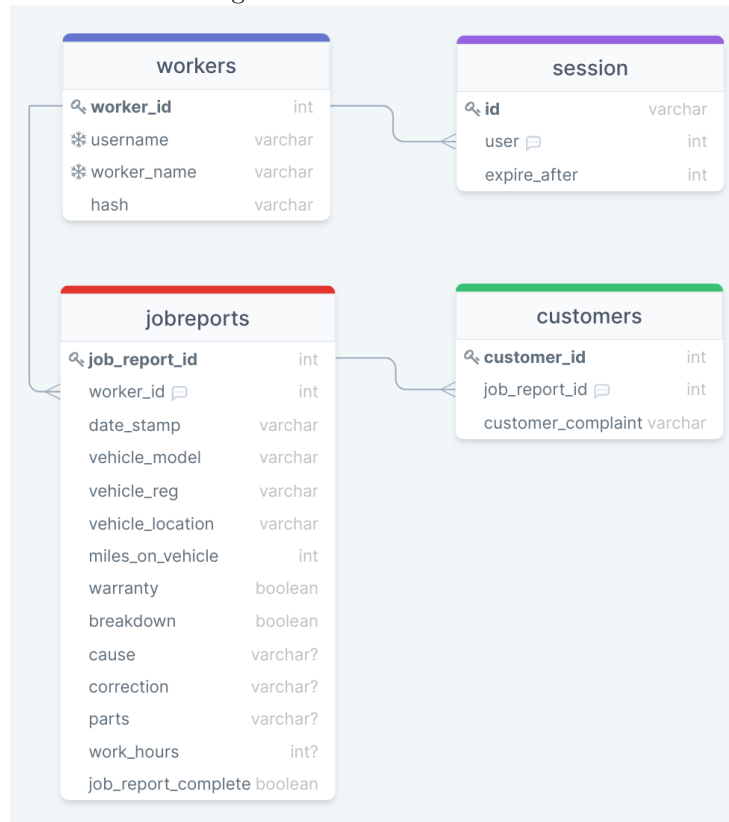 workers
worker_id int
username varchar
worker_name varchar
hash varchar
session
id varchar
user int
expire_after int
jobreports
job_report_id int
worker_id int
date_stamp varchar
vehicle_model varchar
vehicle_reg varchar
vehicle_location varchar
miles_on_vehicle int
warranty boolean
breakdown boolean
cause varchar?
correction varchar?
parts varchar?
work_hours int?
job_report_complete boolean
customers
customer_id int
job_report_id int
customer_complaint varchar